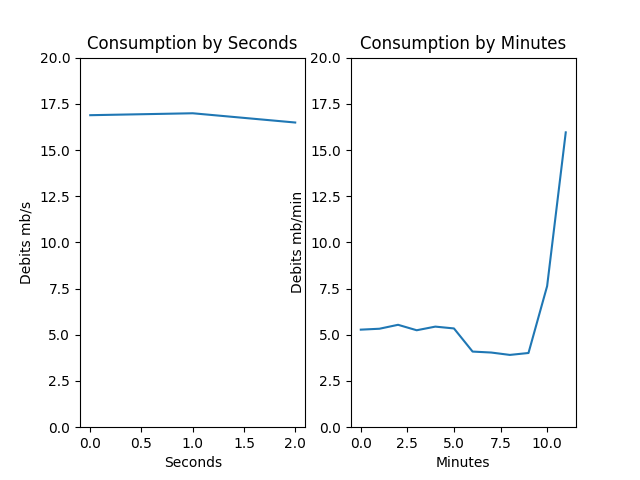 Consumption by Seconds
20.0
17.5
15.0
12.5
10.0
7.5
5.0
2.5
0.0
Debits mb/s
0.0 0.5 1.0 1.5 2.0
Seconds
Consumption by Minutes
20.0
17.5
15.0
12.5
10.0
7.5
5.0
2.5
0.0
Debits mb/min
0.0 2.5 5.0 7.5 10.0
Minutes